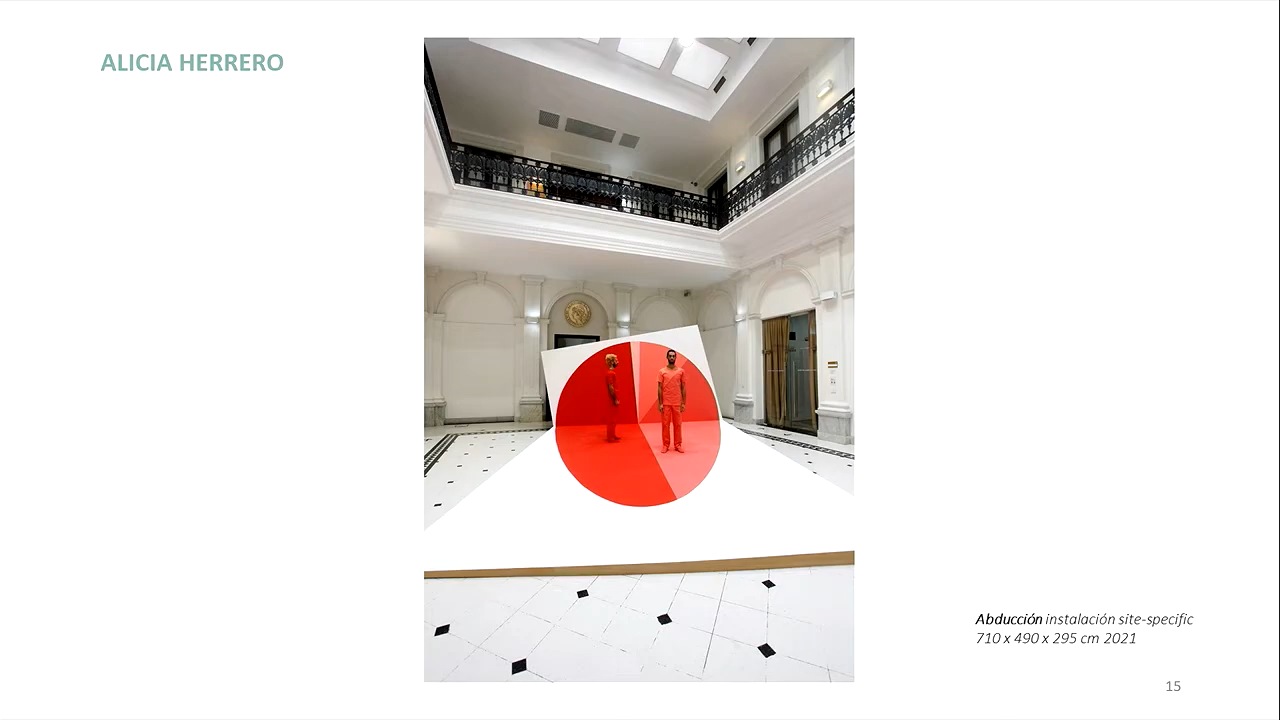 ALICIA HERRERO
Abducción instalación site-specific
710 x 490 x 295 cm 2021
15